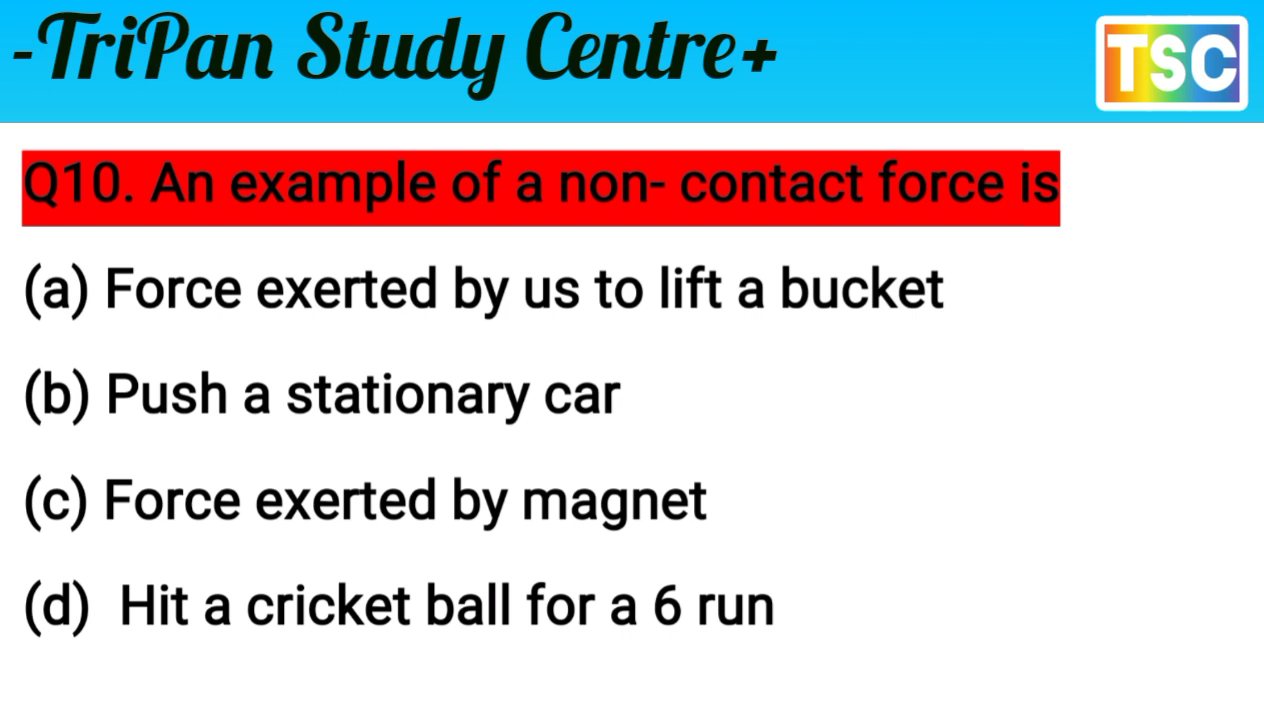 -TriPan Study Centre+
TSC
Q10. An example of a non- contact force is
(a) Force exerted by us to lift a bucket
(b) Push a stationary car
(c) Force exerted by magnet
(d) Hit a cricket ball for a 6 run